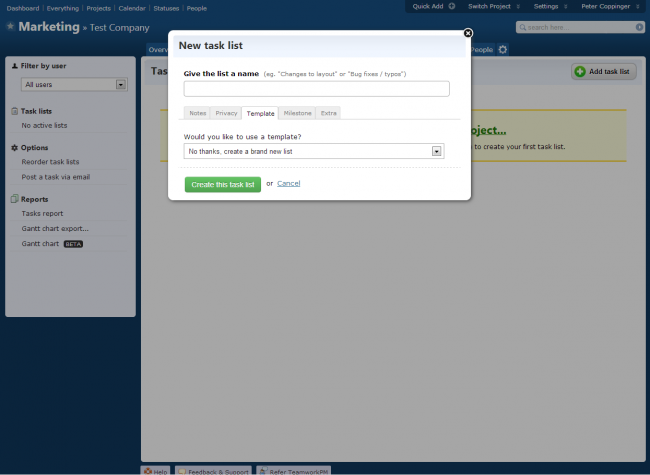 Dashboard | Everything | Projects | Calendar | Statuses | People
Quick Add Switch Project Settings Peter Coppinger
Marketing » Test Company
search here...
Overv
People
New task list
Filter by user
All users
Tas
Add task list
Give the list a name (eg. "Changes to layout" or "Bug fixes / typos")
Task lists
No active lists
Notes Privacy Template Milestone Extra
oject...
to create your first task list.
Options
Reorder task lists
Post a task via email
Would you like to use a template?
No thanks, create a brand new list
Create this task list or Cancel
Reports
Tasks report
Gantt chart export...
Gantt chart BETA
Help Feedback & Support Refer TeamworkPM